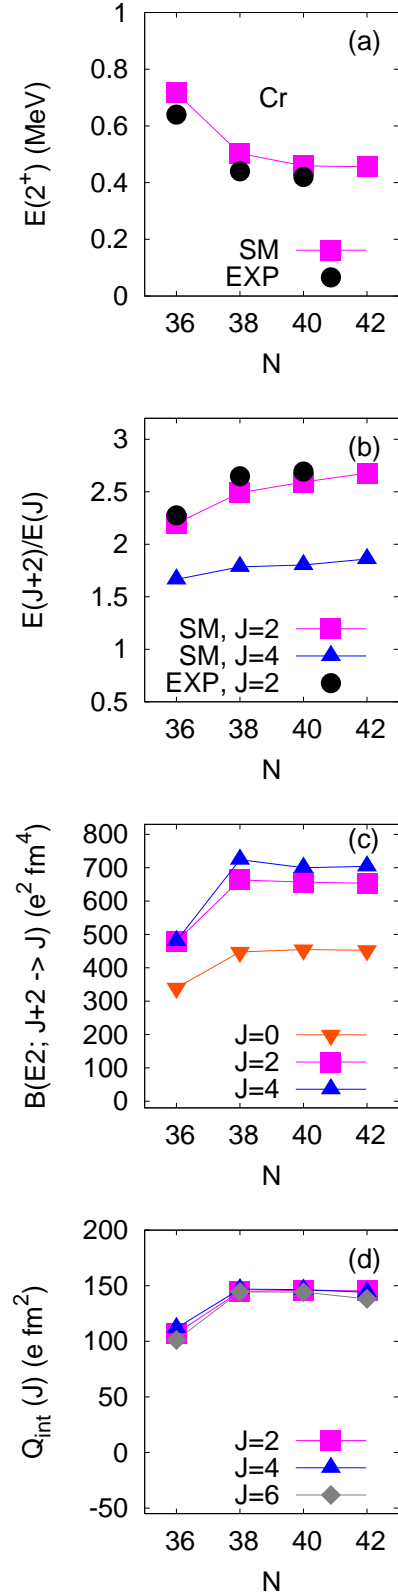 (a)
1
0.8
0.6
0.4
0.2
0
E(2⁺) (MeV)
Cr
SM
EXP
36 38 40 42
N
(b)
3
2.5
2
1.5
1
0.5
E(J+2)/E(J)
SM, J=2
SM, J=4
EXP, J=2
36 38 40 42
N
(c)
800
700
600
500
400
300
200
100
0
B(E2; J+2 -> J) (e² fm⁴)
J=0
J=2
J=4
36 38 40 42
N
(d)
200
150
100
50
0
-50
Q_int (J) (e fm²)
J=2
J=4
J=6
36 38 40 42
N